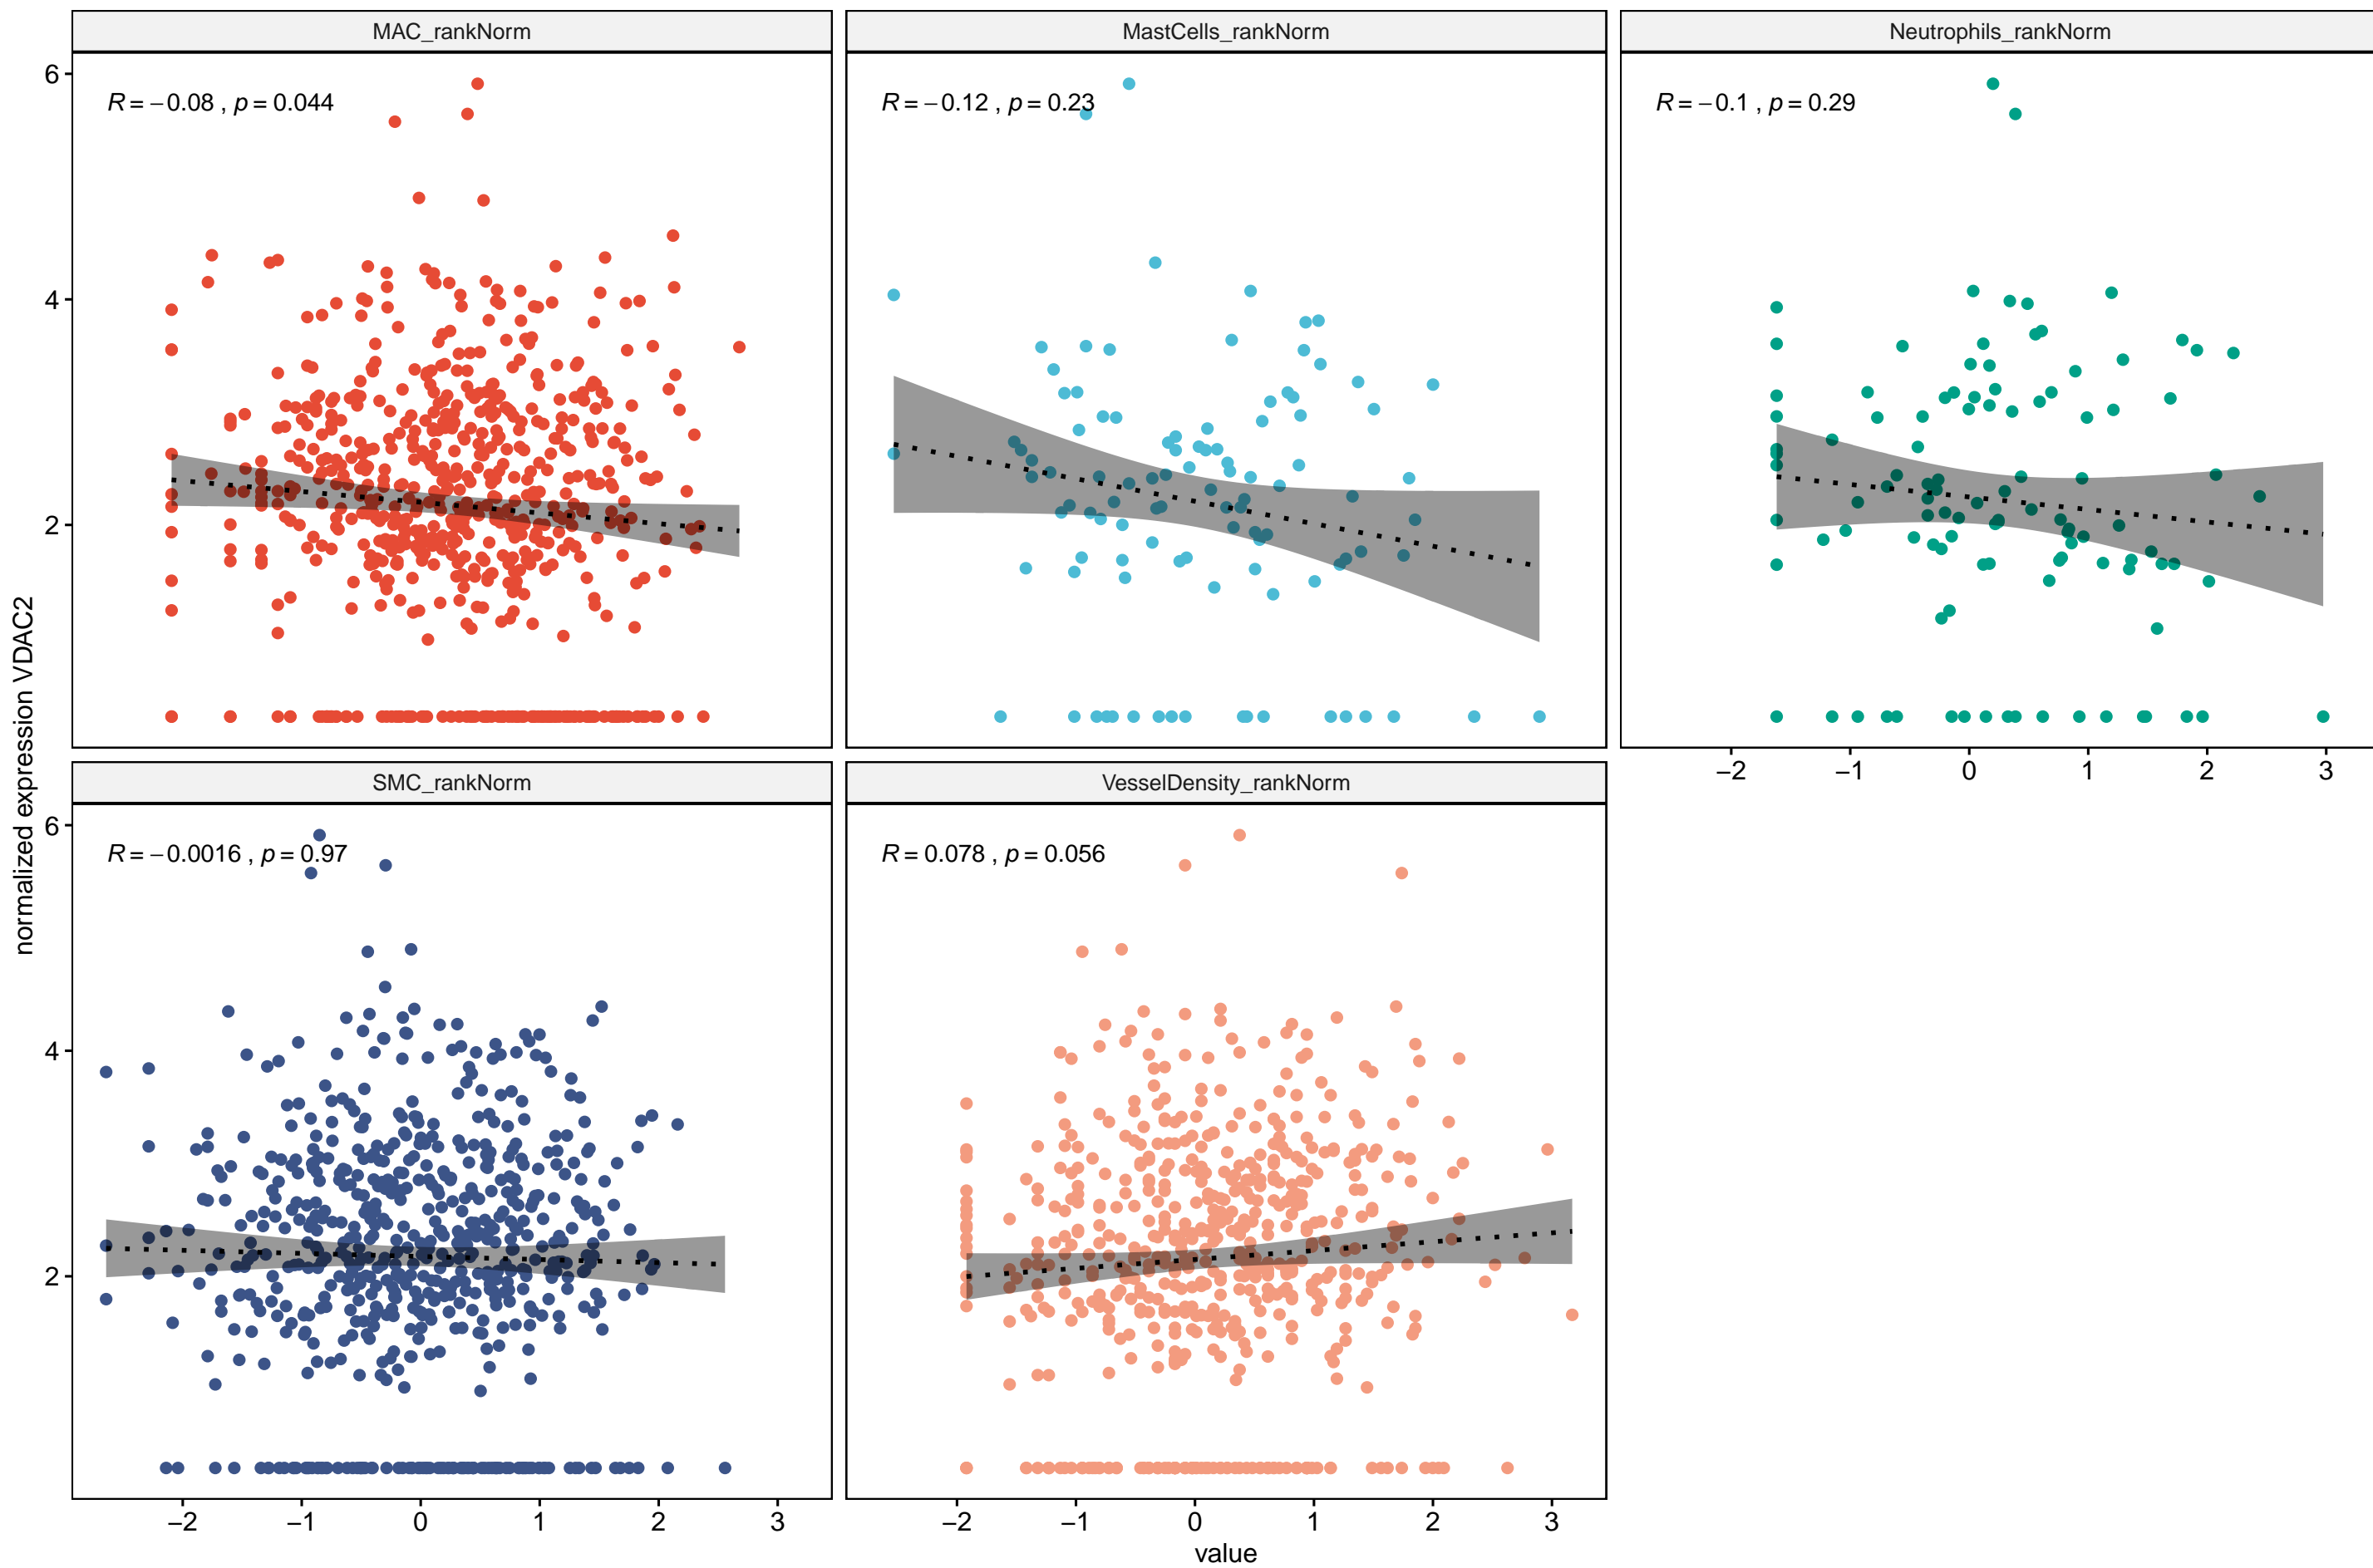 MAC_rankNorm
MastCells_rankNorm
Neutrophils_rankNorm
R = −0.08 , p = 0.044
R = −0.12 , p = 0.23
R = −0.1 , p = 0.29
6
4
2
−2 −1 0 1 2 3
SMC_rankNorm
VesselDensity_rankNorm
R = −0.0016 , p = 0.97
R = 0.078 , p = 0.056
6
4
2
−2 −1 0 1 2 3
−2 −1 0 1 2 3
value
normalized expression VDAC2